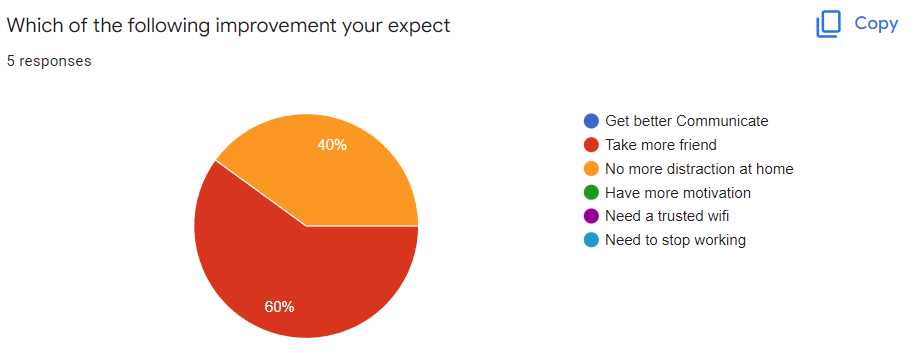 Which of the following improvement your expect
Copy
5 responses
40%
60%
Get better Communicate
Take more friend
No more distraction at home
Have more motivation
Need a trusted wifi
Need to stop working